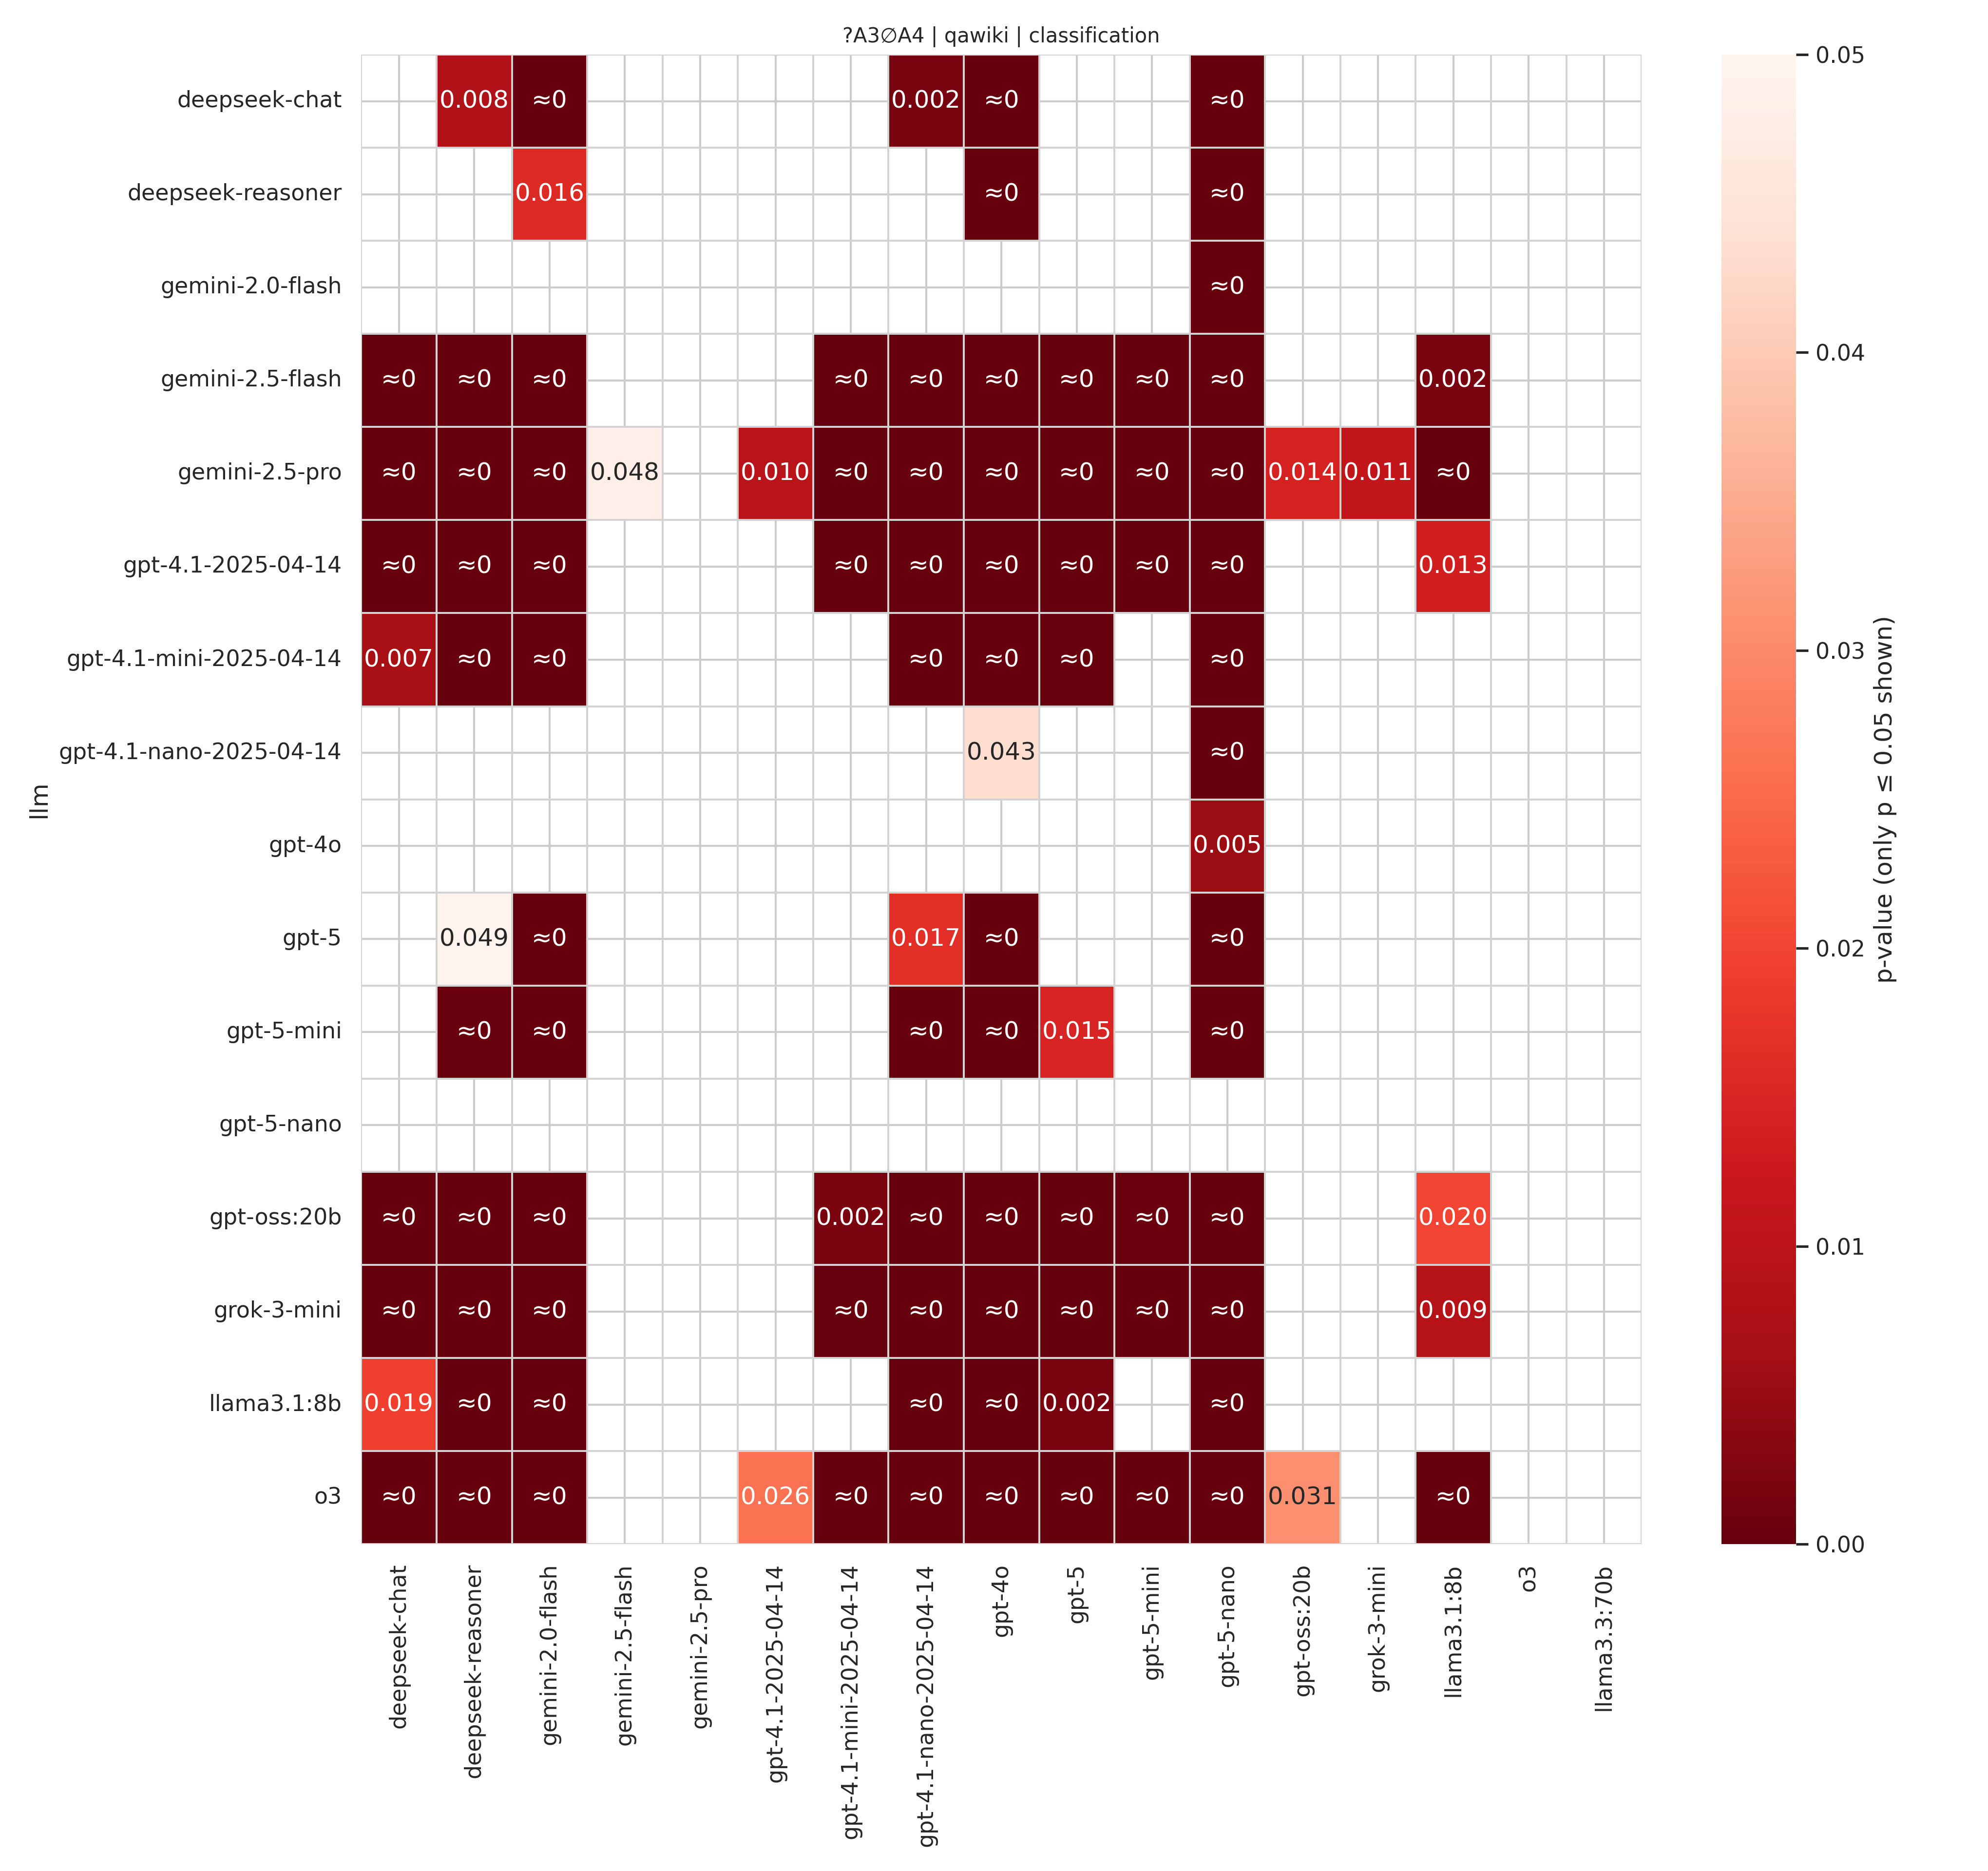 ?A3∅A4 | qawiki | classification
deepseek-chat 0.008 ≈0 0.002 ≈0 ≈0
deepseek-reasoner 0.016 ≈0 ≈0
gemini-2.0-flash ≈0
gemini-2.5-flash ≈0 ≈0 ≈0 ≈0 ≈0 ≈0 ≈0 ≈0 ≈0 0.002
gemini-2.5-pro ≈0 ≈0 ≈0 0.048 0.010 ≈0 ≈0 ≈0 ≈0 ≈0 ≈0 0.014 0.011 ≈0
gpt-4.1-2025-04-14 ≈0 ≈0 ≈0 ≈0 ≈0 ≈0 ≈0 ≈0 ≈0 0.013
gpt-4.1-mini-2025-04-14 0.007 ≈0 ≈0 ≈0 ≈0 ≈0 ≈0
gpt-4.1-nano-2025-04-14 0.043 ≈0
gpt-4o 0.005
gpt-5 0.049 ≈0 0.017 ≈0 ≈0
gpt-5-mini ≈0 ≈0 ≈0 ≈0 0.015 ≈0
gpt-5-nano
gpt-oss:20b ≈0 ≈0 ≈0 0.002 ≈0 ≈0 ≈0 ≈0 ≈0 0.020
grok-3-mini ≈0 ≈0 ≈0 ≈0 ≈0 ≈0 ≈0 ≈0 ≈0 0.009
llama3.1:8b 0.019 ≈0 ≈0 ≈0 ≈0 0.002 ≈0
o3 ≈0 ≈0 ≈0 0.026 ≈0 ≈0 ≈0 ≈0 ≈0 ≈0 0.031 ≈0
llm
deepseek-chat
deepseek-reasoner
gemini-2.0-flash
gemini-2.5-flash
gemini-2.5-pro
gpt-4.1-2025-04-14
gpt-4.1-mini-2025-04-14
gpt-4.1-nano-2025-04-14
gpt-4o
gpt-5
gpt-5-mini
gpt-5-nano
gpt-oss:20b
grok-3-mini
llama3.1:8b
o3
llama3.3:70b
0.05
0.04
0.03
0.02
0.01
0.00
p-value (only p ≤ 0.05 shown)